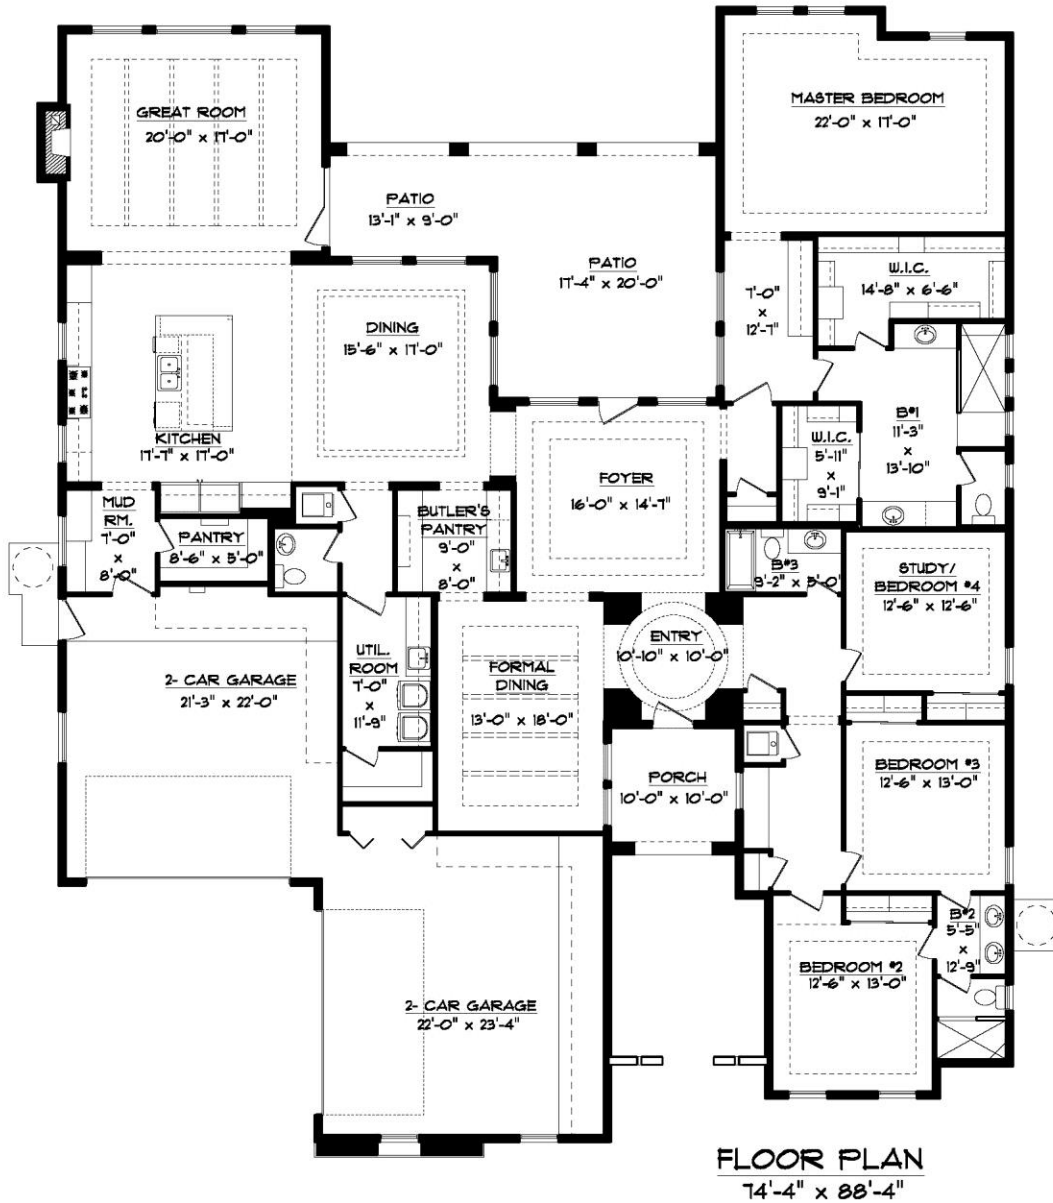 GREAT ROOM
20'-0" x 17'-0"
MASTER BEDROOM
22'-0" x 17'-0"
PATIO
13'-1" x 9'-0"
PATIO
17'-4" x 20'-0"
W.I.C.
14'-8" x 6'-6"
7'-0"
x
12'-7"
DINING
15'-6" x 17'-0"
KITCHEN
17'-7" x 17'-0"
B#1
11'-3"
x
13'-10"
W.I.C.
5'-11"
x
9'-1"
FOYER
16'-0" x 14'-7"
MUD
RM.
7'-0"
x
8'-0"
PANTRY
8'-6" x 5'-0"
BUTLER'S
PANTRY
9'-0"
x
8'-0"
B#3
9'-2" x 5'-0"
STUDY/
BEDROOM #4
12'-6" x 12'-6"
ENTRY
10'-10" x 10'-0"
UTIL.
ROOM
7'-0"
x
11'-9"
FORMAL
DINING
13'-0" x 18'-0"
2- CAR GARAGE
21'-3" x 22'-0"
PORCH
10'-0" x 10'-0"
BEDROOM #3
12'-6" x 13'-0"
B#2
5'-5"
x
12'-9"
BEDROOM #2
12'-6" x 13'-0"
2- CAR GARAGE
22'-0" x 23'-4"
FLOOR PLAN
74'-4" x 88'-4"